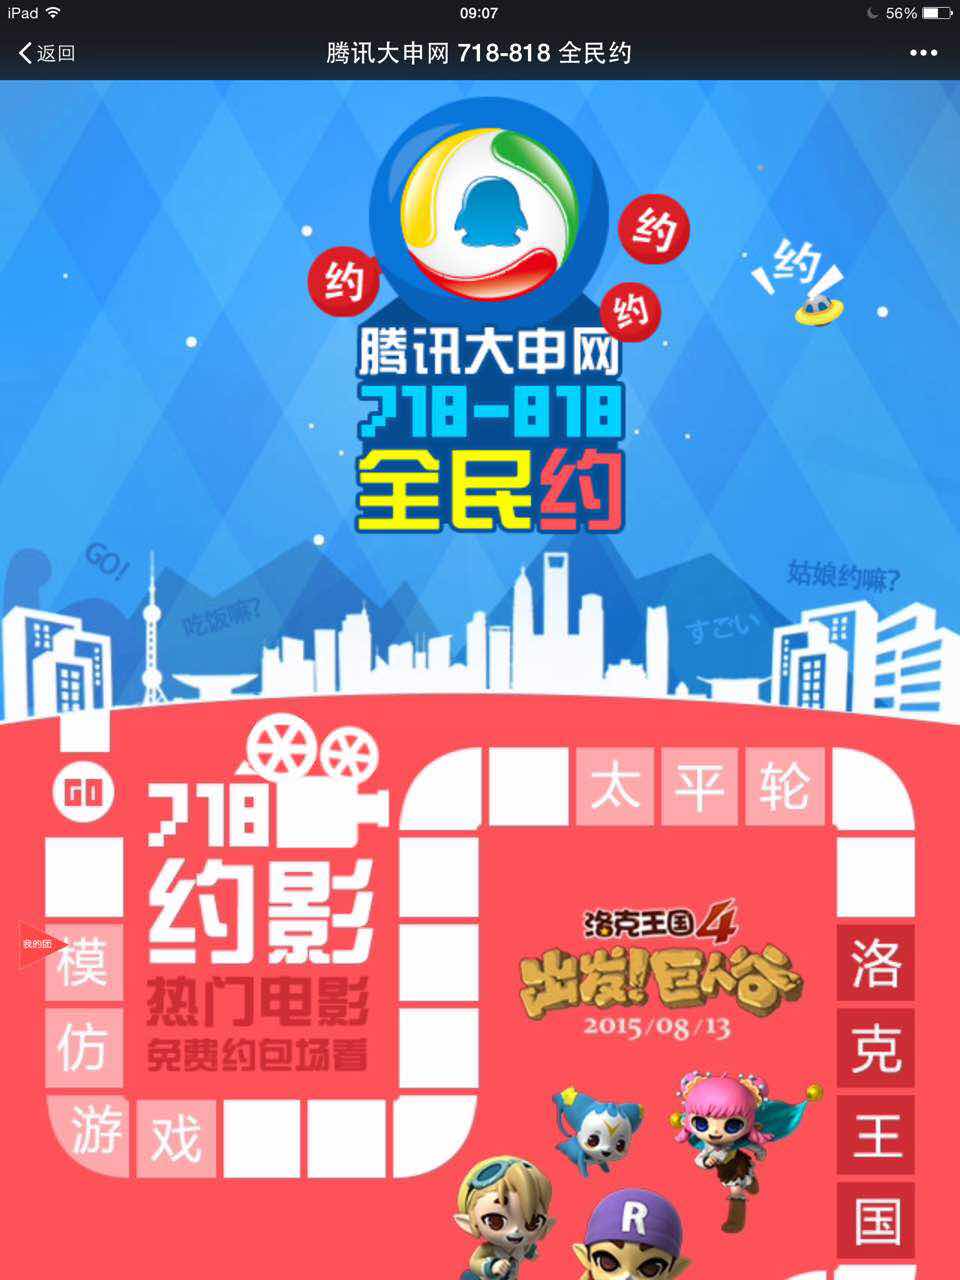 iPad 09:07 56%
返回 腾讯大申网 718-818 全民约 •••
约
约
约
约
腾讯大申网
718-818
全民约
GO!
吃饭嘛?
すごい
姑娘约嘛?
GO
718
约影
热门电影
免费约包场看
我的团
模仿游戏
太平轮
洛克王国4
出发!巨人谷
2015/08/13
洛克王国
R